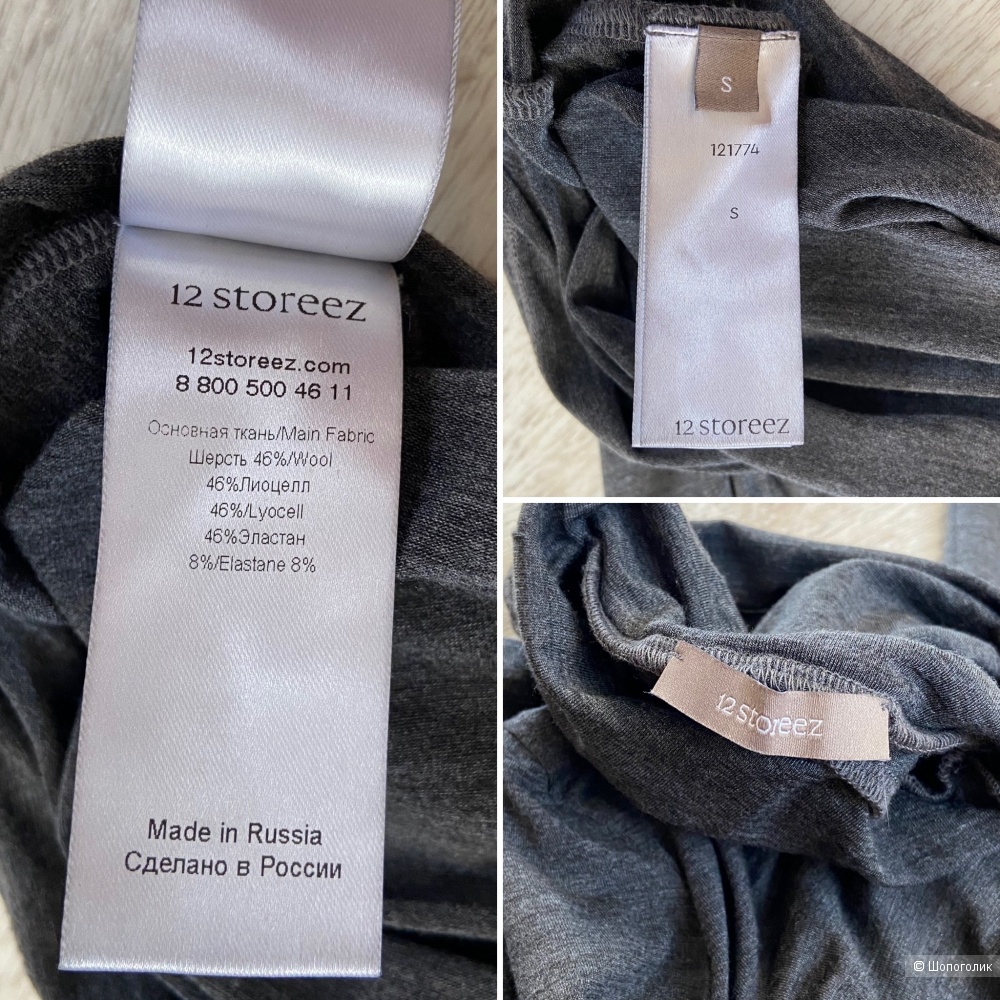 12 storeez
12storeez.com
8 800 500 46 11
Основная ткань/Main Fabric
Шерсть 46%/Wool
46%Лиоцелл
46%/Lyocell
46%Эластан
8%/Elastane 8%
Made in Russia
Сделано в России
S
121774
S
12 storeez
12 storeez
© Шопоголик